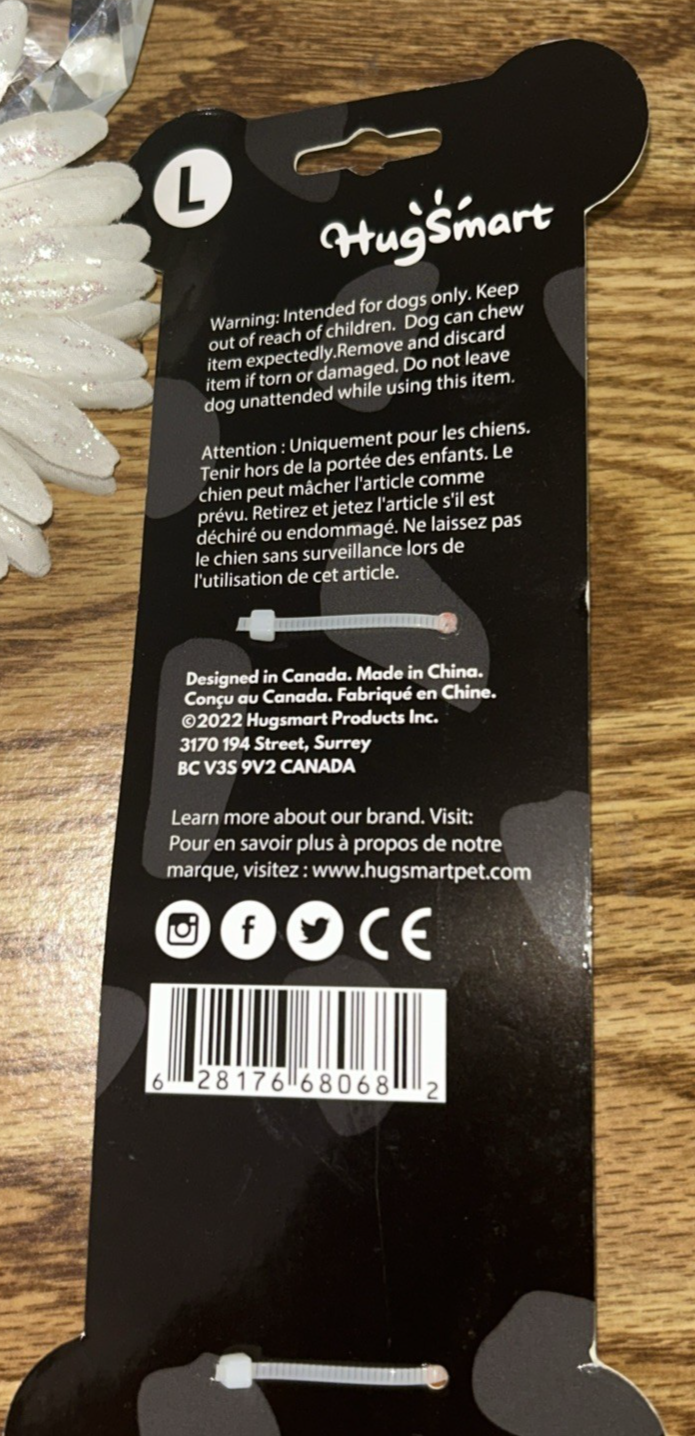 L
HugSmart
Warning: Intended for dogs only. Keep
out of reach of children. Dog can chew
item expectedly.Remove and discard
item if torn or damaged. Do not leave
dog unattended while using this item.
Attention : Uniquement pour les chiens.
Tenir hors de la portée des enfants. Le
chien peut mâcher l'article comme
prévu. Retirez et jetez l'article s'il est
déchiré ou endommagé. Ne laissez pas
le chien sans surveillance lors de
l'utilisation de cet article.
Designed in Canada. Made in China.
Conçu au Canada. Fabriqué en Chine.
©2022 Hugsmart Products Inc.
3170 194 Street, Surrey
BC V3S 9V2 CANADA
Learn more about our brand. Visit:
Pour en savoir plus à propos de notre
marque, visitez : www.hugsmartpet.com
CE
6 28176 68068 2